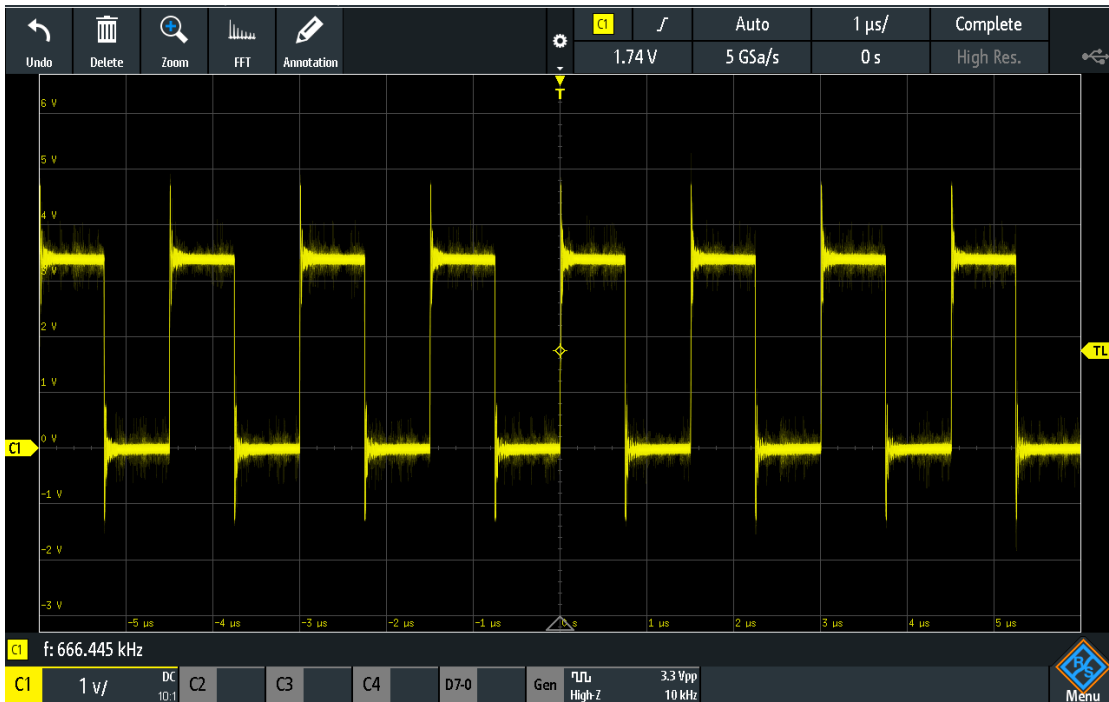 C1 Auto 1 µs/ Complete
Undo Delete Zoom FFT Annotation
1.74 V 5 GSa/s 0 s High Res.
T
6 V
5 V
4 V
3 V
2 V
TL
1 V
0 V
C1
-1 V
-2 V
-3 V
-5 µs -4 µs -3 µs -2 µs -1 µs 0 s 1 µs 2 µs 3 µs 4 µs 5 µs
C1 f: 666.445 kHz
C1 1 V/ DC 10:1 C2 C3 C4 D7-0 Gen High-Z 3.3 Vpp 10 kHz
R&S
Menu